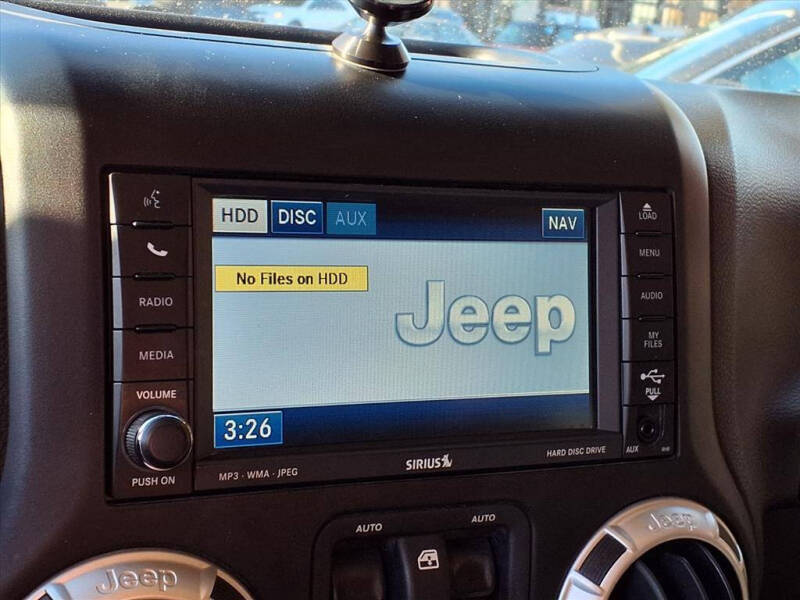 HDD DISC AUX NAV
No Files on HDD
Jeep
3:26
RADIO
MEDIA
VOLUME
PUSH ON
LOAD
MENU
AUDIO
MY
FILES
PULL
AUX
MP3 · WMA · JPEG
SIRIUS
HARD DISC DRIVE
AUTO AUTO
Jeep
Jeep